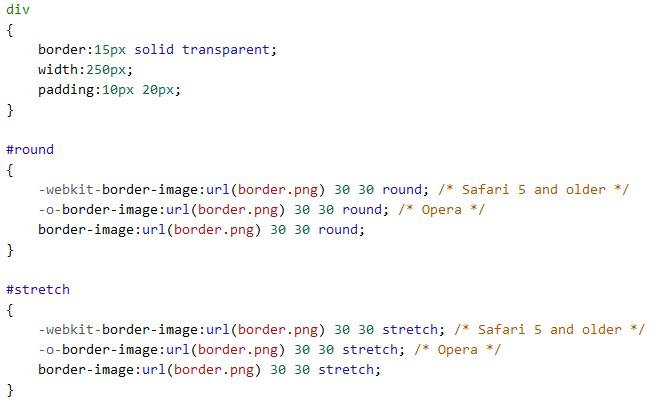 div
{
    border:15px solid transparent;
    width:250px;
    padding:10px 20px;
}

#round
{
    -webkit-border-image:url(border.png) 30 30 round; /* Safari 5 and older */
    -o-border-image:url(border.png) 30 30 round; /* Opera */
    border-image:url(border.png) 30 30 round;
}

#stretch
{
    -webkit-border-image:url(border.png) 30 30 stretch; /* Safari 5 and older */
    -o-border-image:url(border.png) 30 30 stretch; /* Opera */
    border-image:url(border.png) 30 30 stretch;
}